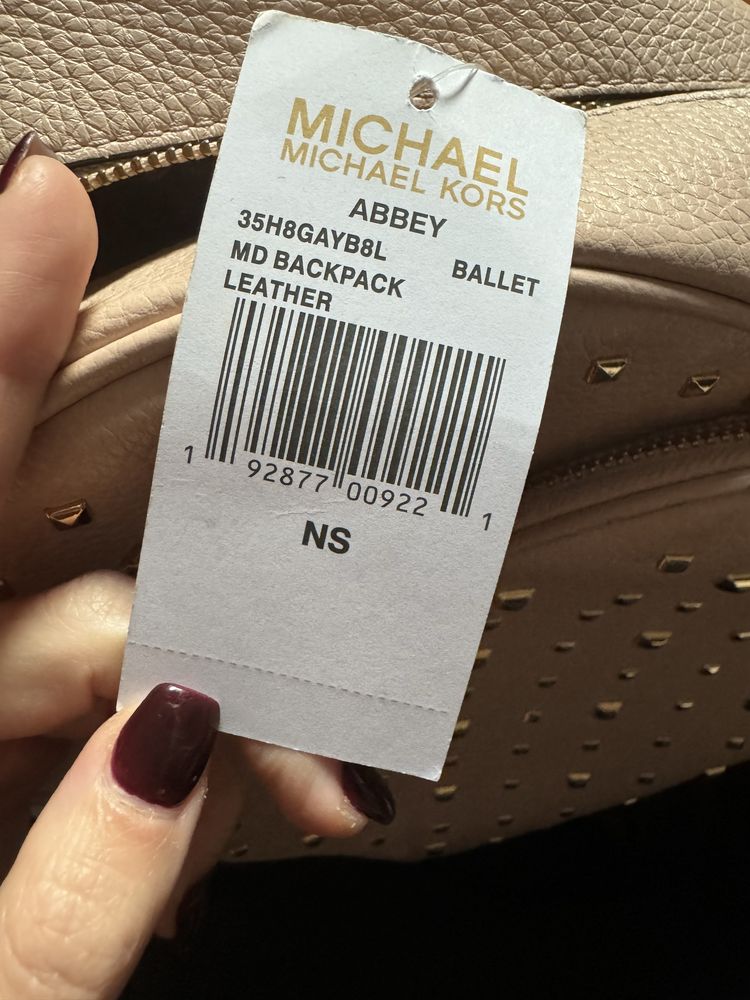 MICHAEL
MICHAEL KORS
ABBEY
35H8GAYB8L
MD BACKPACK BALLET
LEATHER
1 92877 00922 1
NS